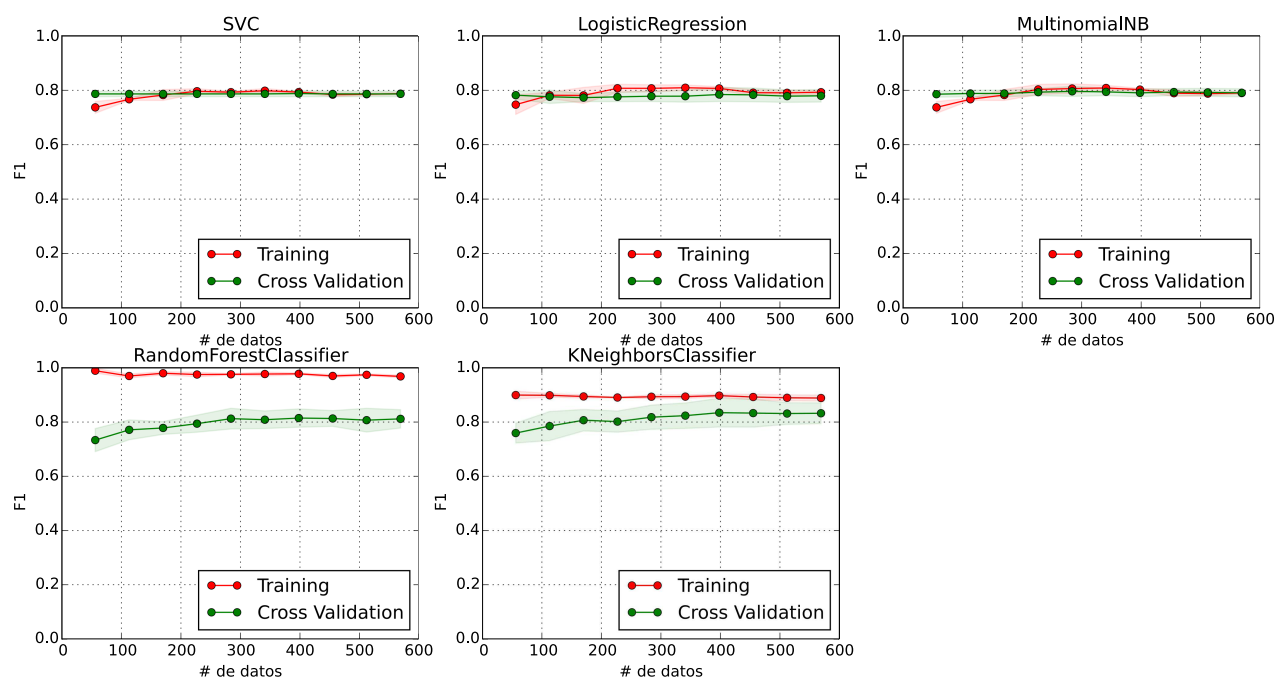 SVC
1.0
0.8
0.6
0.4
0.2
0.0
F1
Training
Cross Validation
0 100 200 300 400 500 600
# de datos
LogisticRegression
1.0
0.8
0.6
0.4
0.2
0.0
F1
Training
Cross Validation
0 100 200 300 400 500 600
# de datos
MultinomialNB
1.0
0.8
0.6
0.4
0.2
0.0
F1
Training
Cross Validation
0 100 200 300 400 500 600
# de datos
RandomForestClassifier
1.0
0.8
0.6
0.4
0.2
0.0
F1
Training
Cross Validation
0 100 200 300 400 500 600
# de datos
KNeighborsClassifier
1.0
0.8
0.6
0.4
0.2
0.0
F1
Training
Cross Validation
0 100 200 300 400 500 600
# de datos